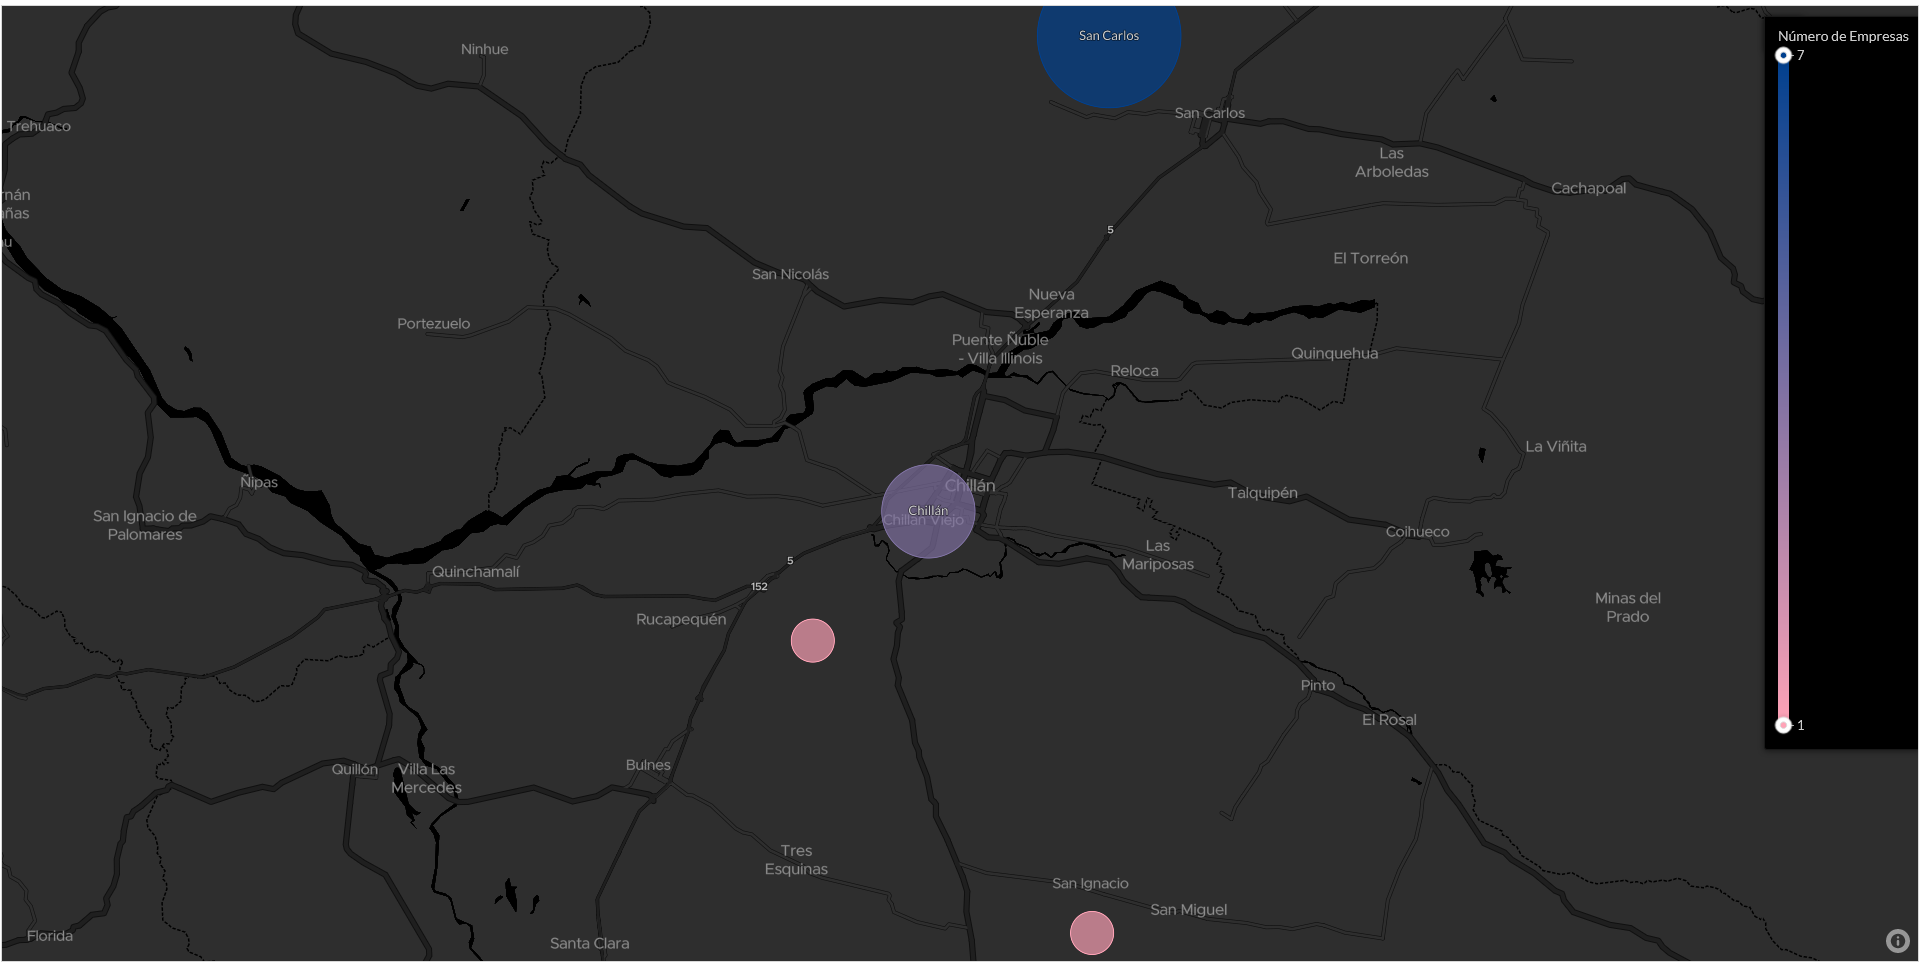 San Carlos
Número de Empresas
7
Ninhue
San Carlos
Trehuaco
Las
Arboledas
Cachapoal
rnán
añas
5
au
El Torreón
San Nicolás
Nueva
Esperanza
Portezuelo
Puente Ñuble
- Villa Illinois
Quinquehua
Reloca
La Viñita
Ñipas
Chillán
Talquipén
Chillán
Chillán Viejo
San Ignacio de
Palomares
Coihueco
Las
Mariposas
5
Quinchamalí
152
Minas del
Prado
Rucapequén
Pinto
El Rosal
1
Bulnes
Quillón
Villa Las
Mercedes
Tres
Esquinas
San Ignacio
San Miguel
Florida
Santa Clara